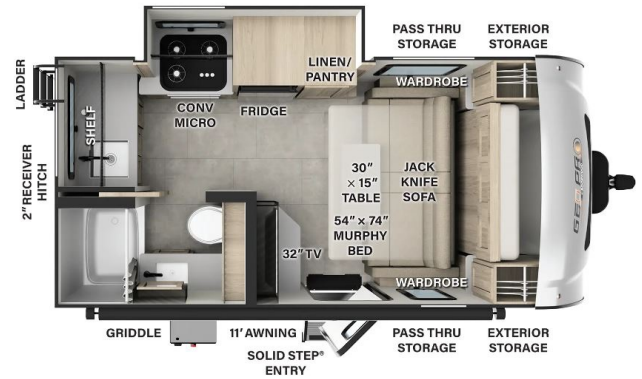 PASS THRU
STORAGE
EXTERIOR
STORAGE
LINEN/
PANTRY
WARDROBE
LADDER
SHELF
CONV
MICRO
FRIDGE
2" RECEIVER
HITCH
30"
× 15"
TABLE
JACK
KNIFE
SOFA
54" × 74"
MURPHY
BED
32" TV
GEO PRO
WARDROBE
GRIDDLE
11' AWNING
SOLID STEP®
ENTRY
PASS THRU
STORAGE
EXTERIOR
STORAGE